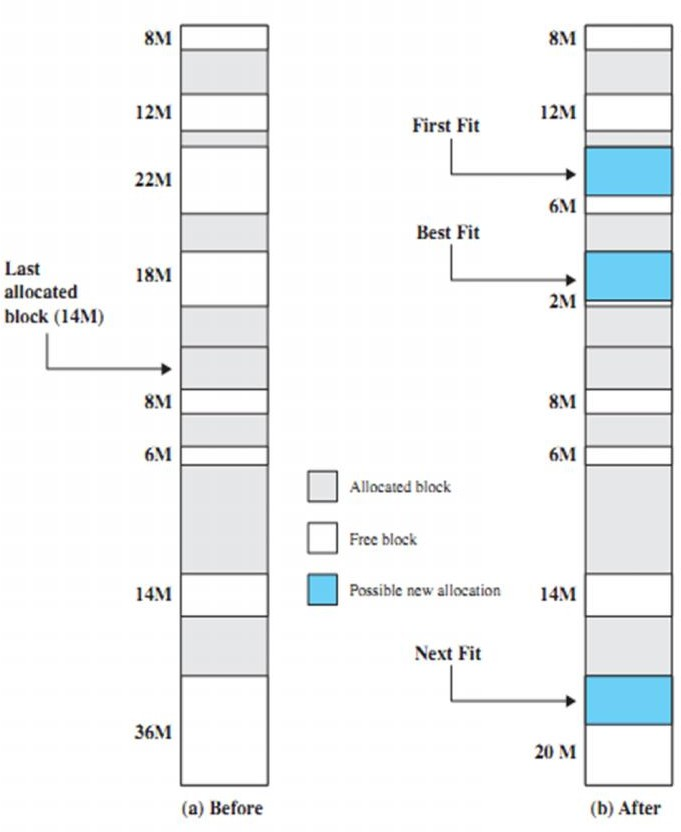 8M
12M
22M
18M
Last
allocated
block (14M)
8M
6M
14M
36M
(a) Before
Allocated block
Free block
Possible new allocation
8M
First Fit
12M
6M
Best Fit
2M
8M
6M
14M
Next Fit
20 M
(b) After